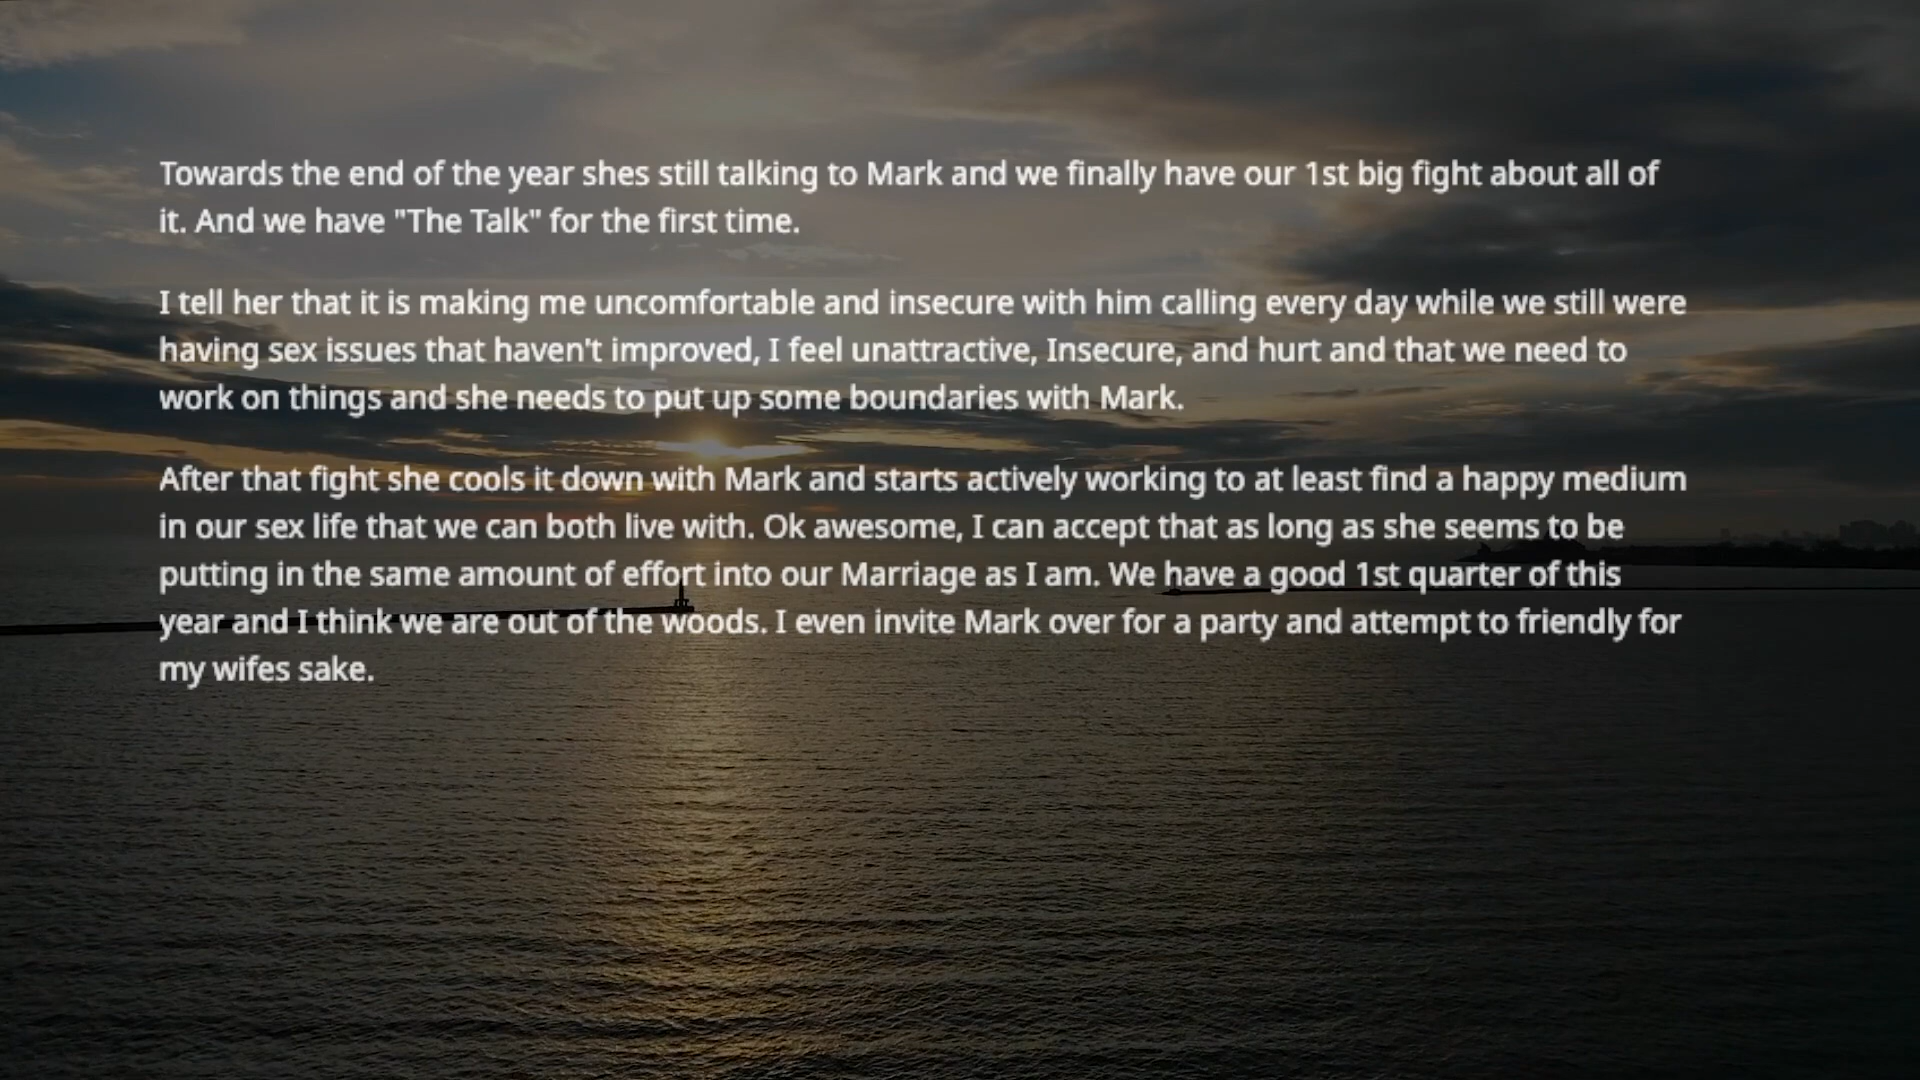 Towards the end of the year shes still talking to Mark and we finally have our 1st big fight about all of
it. And we have "The Talk" for the first time.
I tell her that it is making me uncomfortable and insecure with him calling every day while we still were
having sex issues that haven't improved, I feel unattractive, Insecure, and hurt and that we need to
work on things and she needs to put up some boundaries with Mark.
After that fight she cools it down with Mark and starts actively working to at least find a happy medium
in our sex life that we can both live with. Ok awesome, I can accept that as long as she seems to be
putting in the same amount of effort into our Marriage as I am. We have a good 1st quarter of this
year and I think we are out of the woods. I even invite Mark over for a party and attempt to friendly for
my wifes sake.